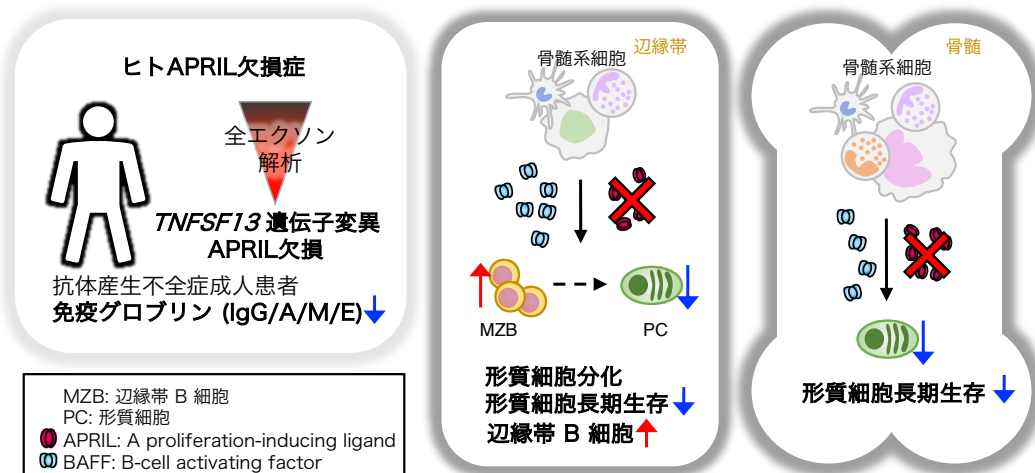 ヒトAPRIL欠損症
全エクソン
解析
TNFSF13 遺伝子変異
APRIL欠損
抗体産生不全症成人患者
免疫グロブリン (IgG/A/M/E)
MZB: 辺縁帯 B 細胞
PC: 形質細胞
APRIL: A proliferation-inducing ligand
BAFF: B-cell activating factor
辺縁帯
骨髄系細胞
MZB
PC
形質細胞分化
形質細胞長期生存
辺縁帯 B 細胞
骨髄
骨髄系細胞
形質細胞長期生存